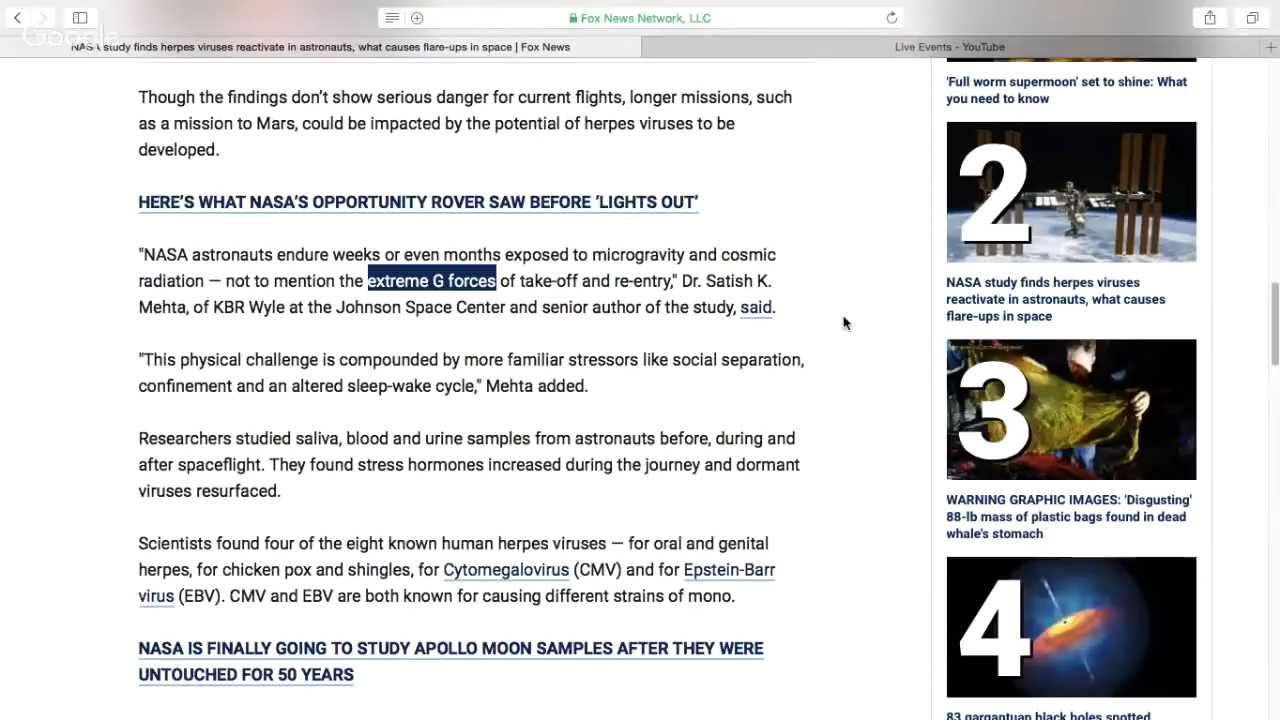 Fox News Network, LLC
Google
NASA study finds herpes viruses reactivate in astronauts, what causes flare-ups in space | Fox News
Live Events - YouTube
Though the findings don’t show serious danger for current flights, longer missions, such
as a mission to Mars, could be impacted by the potential of herpes viruses to be
developed.
HERE’S WHAT NASA’S OPPORTUNITY ROVER SAW BEFORE ‘LIGHTS OUT’
"NASA astronauts endure weeks or even months exposed to microgravity and cosmic
radiation — not to mention the extreme G forces of take-off and re-entry," Dr. Satish K.
Mehta, of KBR Wyle at the Johnson Space Center and senior author of the study, said.
"This physical challenge is compounded by more familiar stressors like social separation,
confinement and an altered sleep-wake cycle," Mehta added.
Researchers studied saliva, blood and urine samples from astronauts before, during and
after spaceflight. They found stress hormones increased during the journey and dormant
viruses resurfaced.
Scientists found four of the eight known human herpes viruses — for oral and genital
herpes, for chicken pox and shingles, for Cytomegalovirus (CMV) and for Epstein-Barr
virus (EBV). CMV and EBV are both known for causing different strains of mono.
NASA IS FINALLY GOING TO STUDY APOLLO MOON SAMPLES AFTER THEY WERE
UNTOUCHED FOR 50 YEARS
'Full worm supermoon' set to shine: What
you need to know
2
NASA study finds herpes viruses
reactivate in astronauts, what causes
flare-ups in space
3
WARNING GRAPHIC IMAGES: 'Disgusting'
88-lb mass of plastic bags found in dead
whale's stomach
4
83 gargantuan black holes spotted